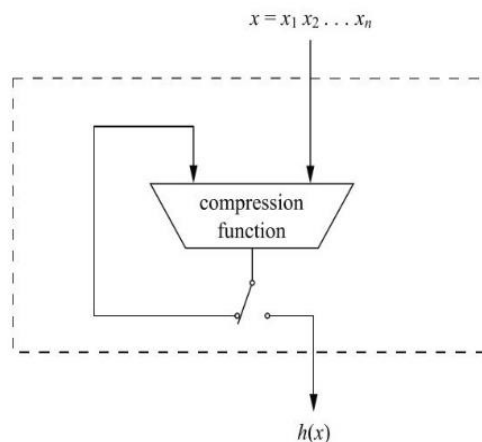 x = x₁ x₂ . . . xₙ
compression
function
h(x)